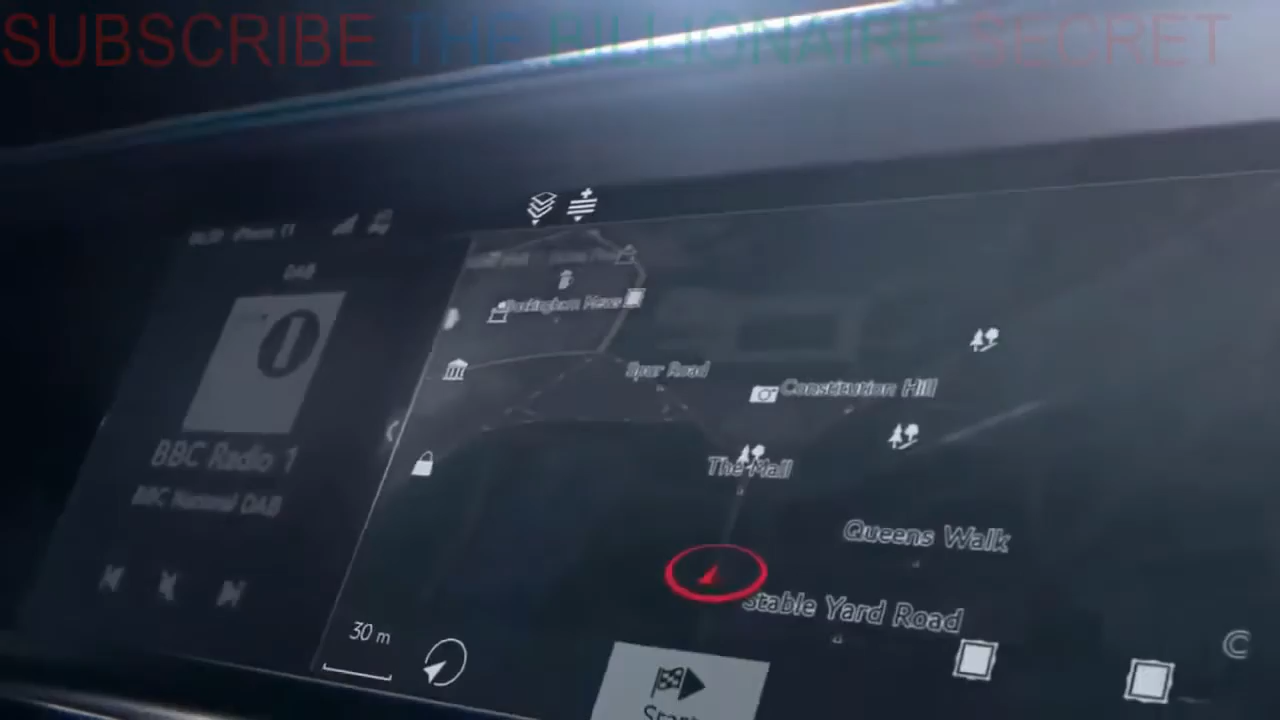 SUBSCRIBE THE BILLIONAIRE SECRET
DAB
BBC Radio 1
BBC National DAB
Buckingham Mews
Spur Road
Constitution Hill
The Mall
Queens Walk
Stable Yard Road
30 m
C